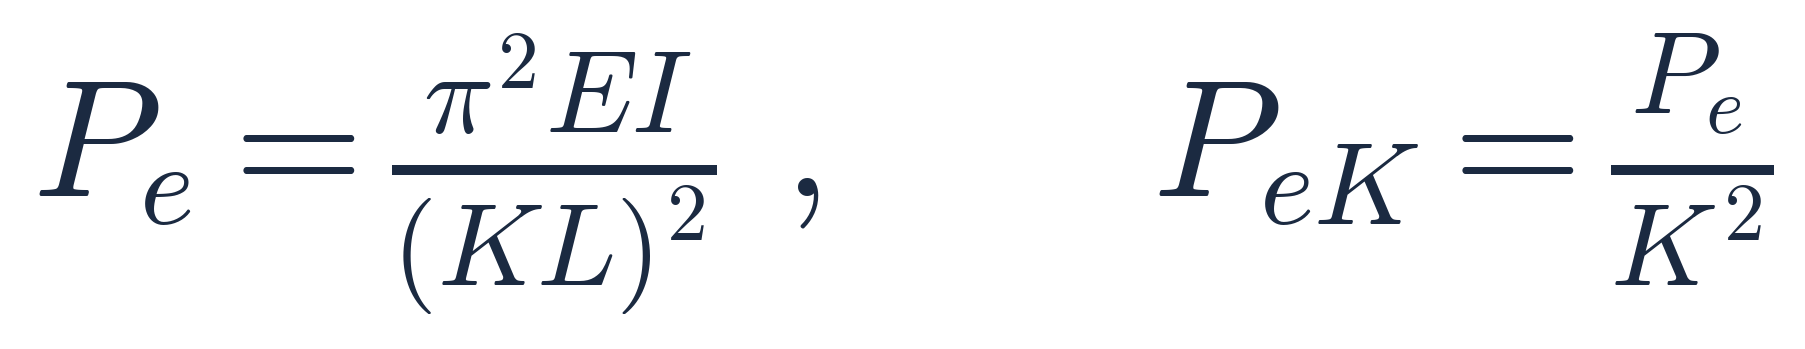 $P_e = \frac{\pi^2 EI}{(KL)^2}$ , $P_{eK} = \frac{P_e}{K^2}$